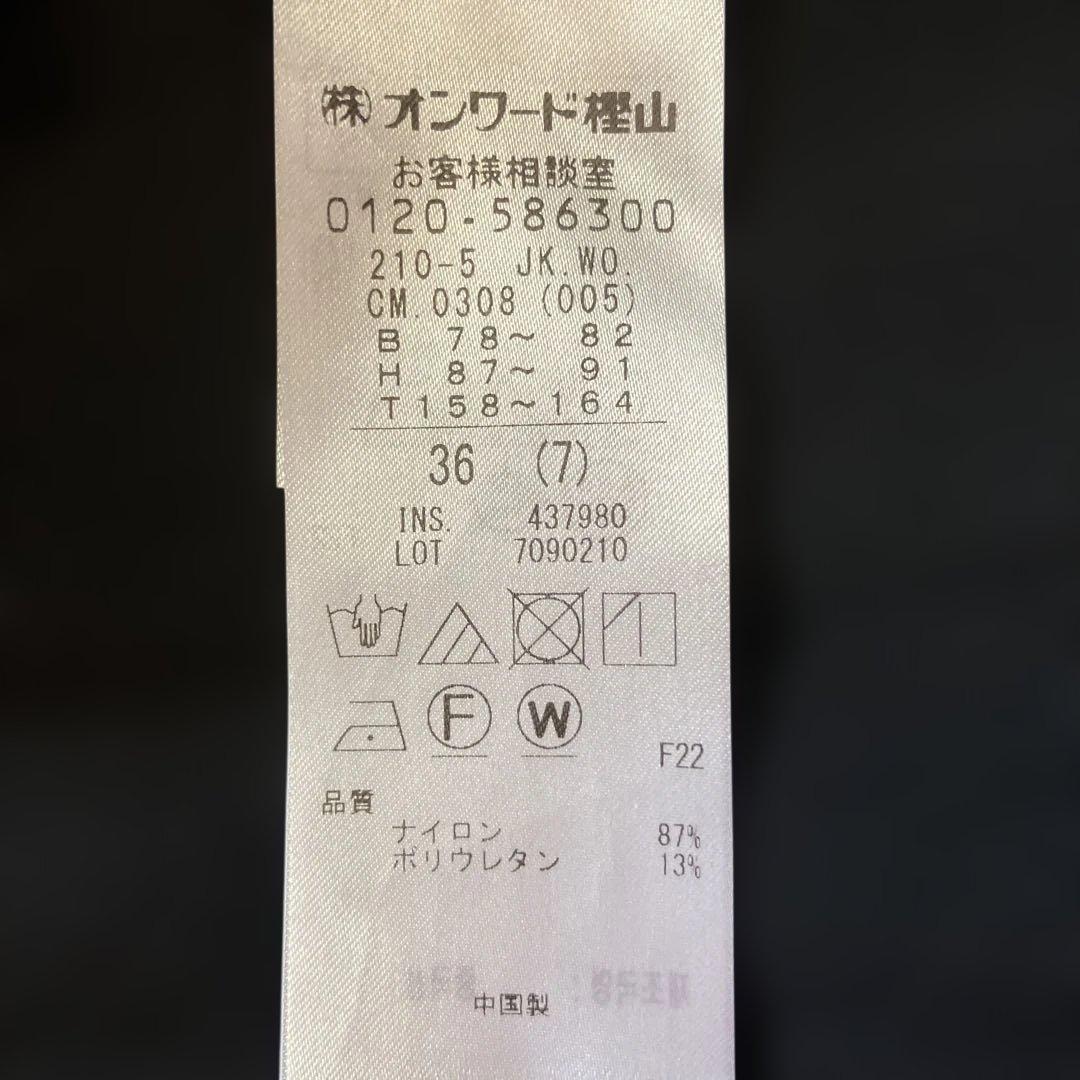 ㈱オンワード樫山
お客様相談室
0120-586300
210-5 JK.WO.
CM.0308 (005)
B 78～ 82
H 87～ 91
T158～164
36 (7)
INS. 437980
LOT 7090210
F W
F22
品質
ナイロン 87%
ポリウレタン 13%
中国製